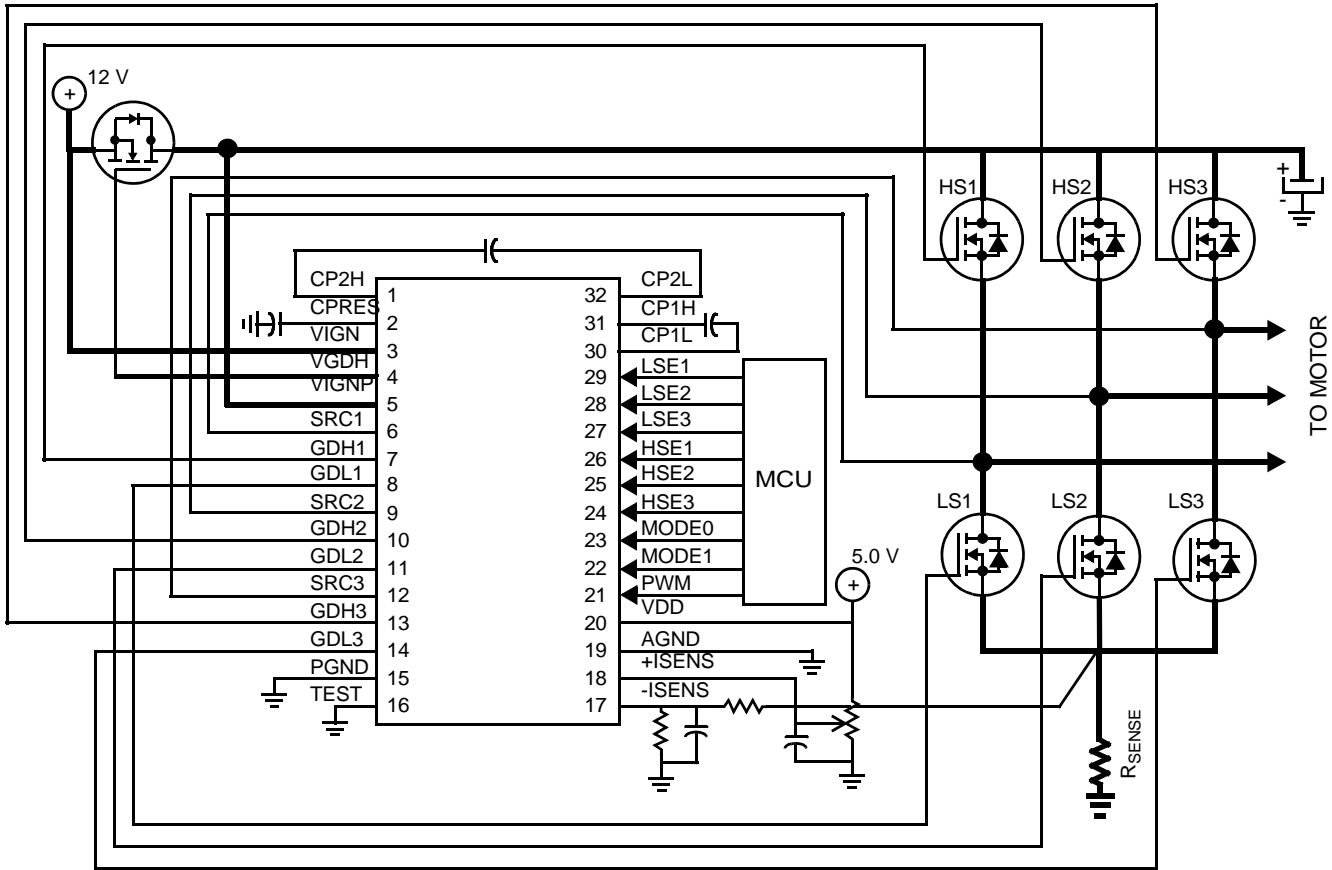 12 V
+
HS1
HS2
HS3
+
-
CP2H
1
32
CP2L
CPRES
2
31
CP1H
VIGN
3
30
CP1L
VGDH
4
29
LSE1
VIGNP
5
28
LSE2
SRC1
6
27
LSE3
GDH1
7
26
HSE1
GDL1
8
25
HSE2
SRC2
9
24
HSE3
GDH2
10
23
MODE0
GDL2
11
22
MODE1
SRC3
12
21
PWM
GDH3
13
20
VDD
GDL3
14
19
AGND
PGND
15
18
+ISENS
TEST
16
17
-ISENS
MCU
5.0 V
+
LS1
LS2
LS3
TO MOTOR
RSENSE